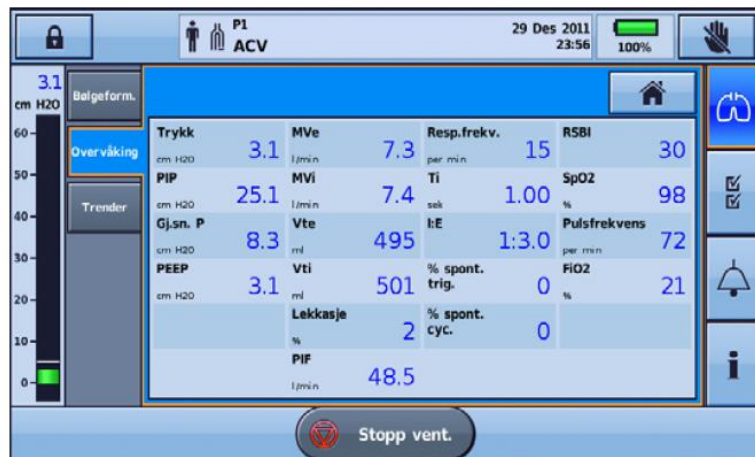 P1
ACV
29 Des 2011
23:56
100%
3.1
cm H2O
60
50
40
30
20
10
0
Bølgeform.
Overvåking
Trender
Trykk
cm H2O
3.1
MVe
l/min
7.3
Resp.frekv.
per min
15
RSBI
30
PIP
cm H2O
25.1
MVi
l/min
7.4
Ti
sek
1.00
SpO2
%
98
Gj.sn. P
cm H2O
8.3
Vte
ml
495
I:E
1:3.0
Pulsfrekvens
per min
72
PEEP
cm H2O
3.1
Vti
ml
501
% spont.
trig.
0
FiO2
%
21
Lekkasje
%
2
% spont.
cyc.
0
PIF
l/min
48.5
Stopp vent.